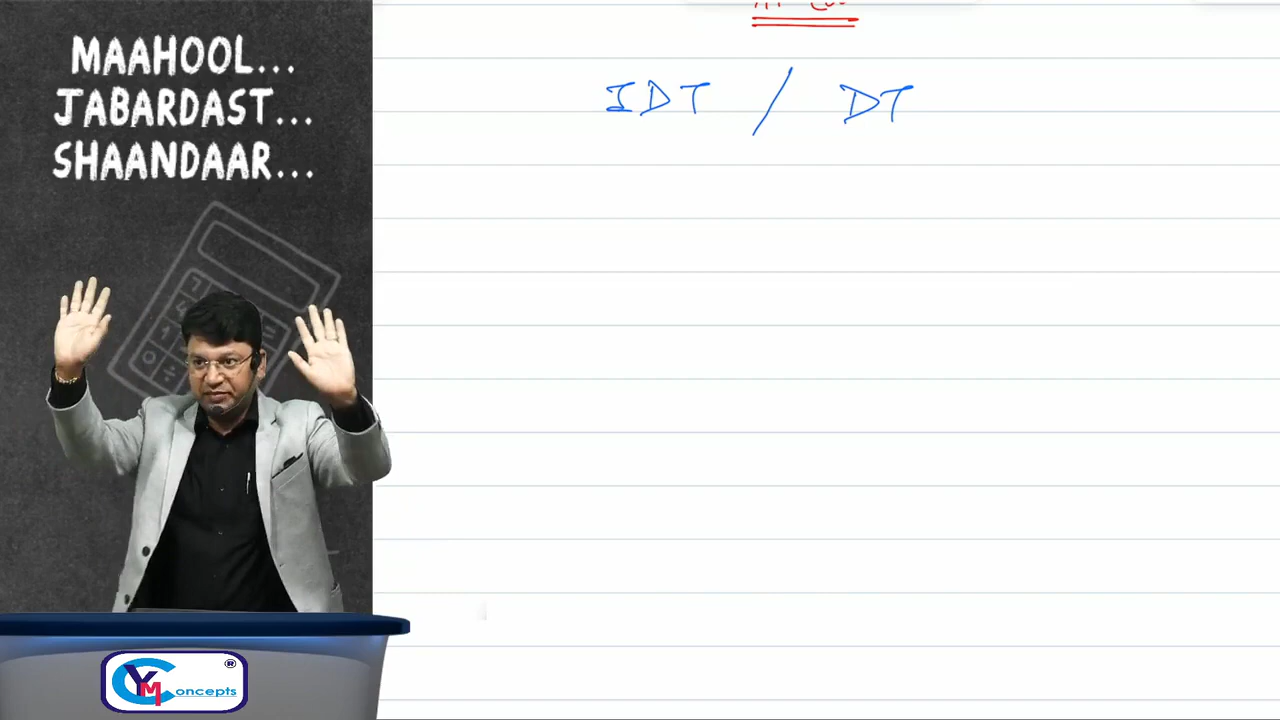 MAAHOOL...
JABARDAST...
SHAANDAAR...
IDT / DT
YM Concepts ®